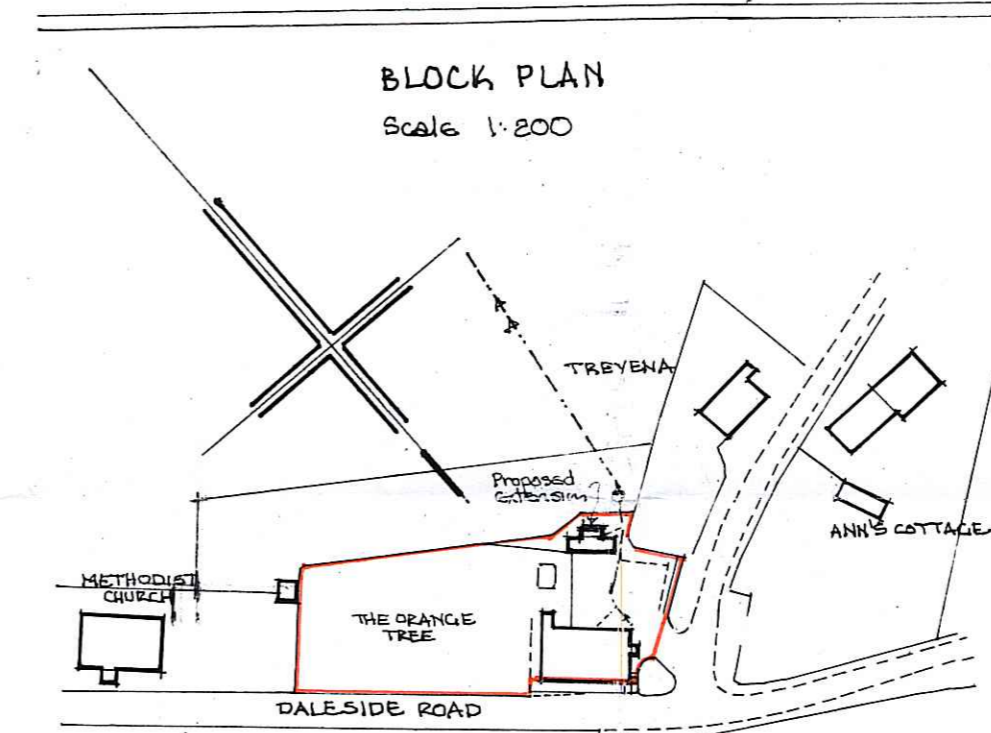 BLOCK PLAN
Scale 1:200
TREYENA
Proposed
extension
ANN'S COTTAGE
METHODIST
CHURCH
THE ORANGE
TREE
DALESIDE ROAD